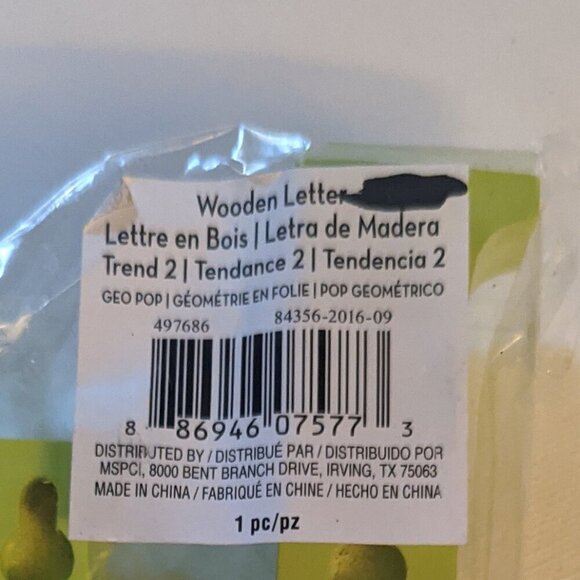 Wooden Letter
Lettre en Bois | Letra de Madera
Trend 2 | Tendance 2 | Tendencia 2
GEO POP | GÉOMÉTRIE EN FOLIE | POP GEOMÉTRICO
497686 84356-2016-09
8 86946 07577 3
DISTRIBUTED BY / DISTRIBUÉ PAR / DISTRIBUIDO POR
MSPCI, 8000 BENT BRANCH DRIVE, IRVING, TX 75063
MADE IN CHINA / FABRIQUÉ EN CHINE / HECHO EN CHINA
1 pc/pz